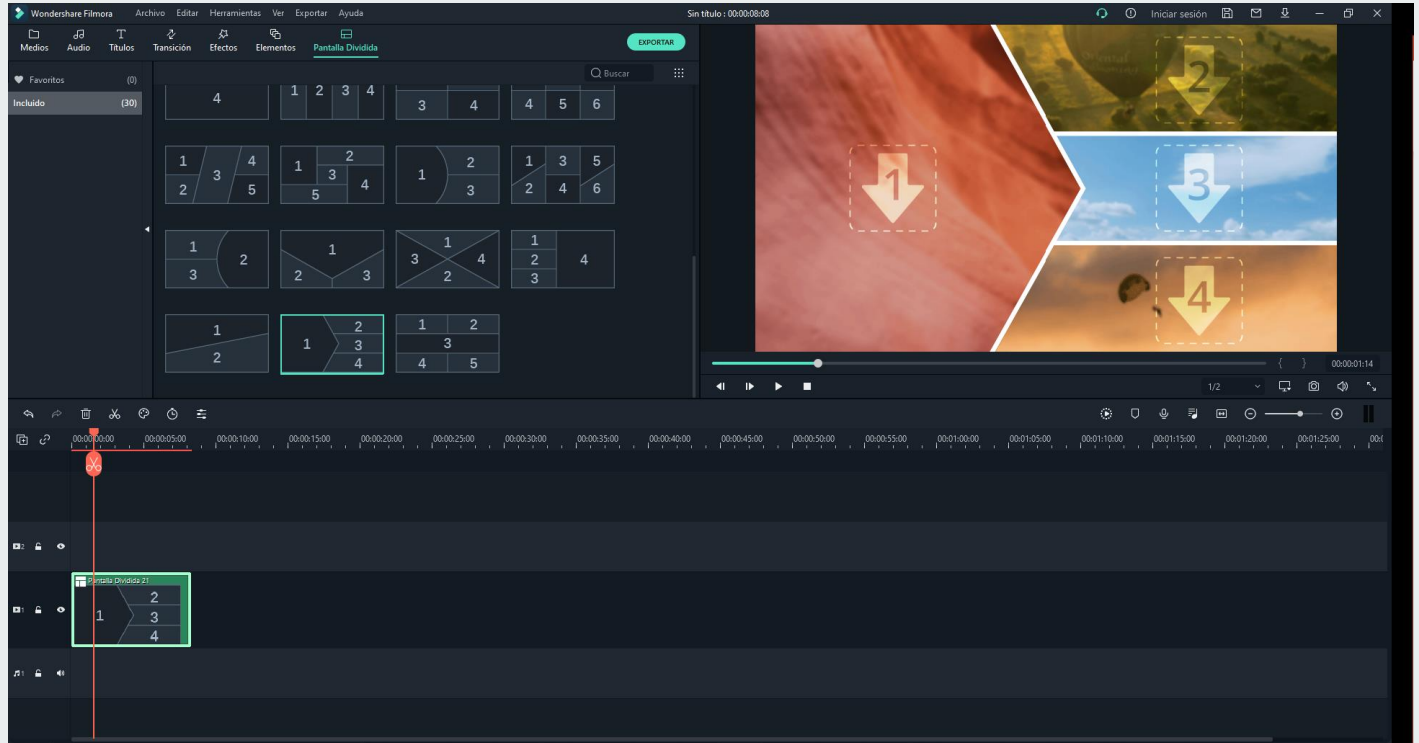 Wondershare Filmora Archivo Editar Herramientas Ver Exportar Ayuda Sin título : 00:00:08:08 Iniciar sesión
Medios Audio Títulos Transición Efectos Elementos Pantalla Dividida EXPORTAR
Favoritos (0) Buscar
Incluido (30)
4 1 2 3 4 3 4 4 5 6
1 2 3 4 5
1 2 3 4 5
1 2 3
1 2 3 4 5 6
1 2 3
1 2 3
1 2 3 4
1 2 3 4
1 2
1 2 3 4
1 2 3 4 5
1
2
3
4
00:00:01:14
1/2
00:00:00:00 00:00:05:00 00:00:10:00 00:00:15:00 00:00:20:00 00:00:25:00 00:00:30:00 00:00:35:00 00:00:40:00 00:00:45:00 00:00:50:00 00:00:55:00 00:01:00:00 00:01:05:00 00:01:10:00 00:01:15:00 00:01:20:00 00:01:25:00
2
Pantalla Dividida 21
1 1 2 3 4
1